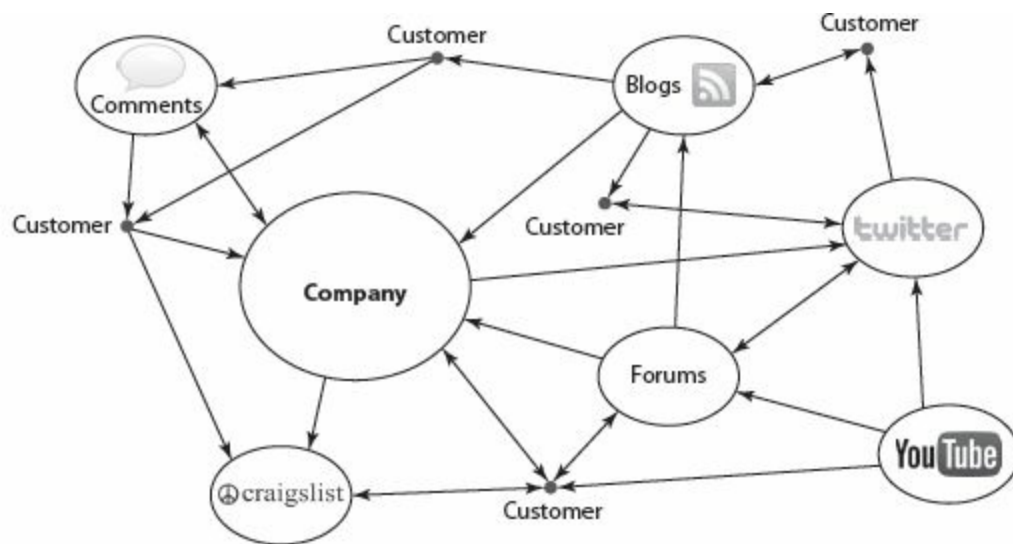 Customer
Customer
Comments
Blogs
Customer
Customer
twitter
Company
Forums
YouTube
craigslist
Customer